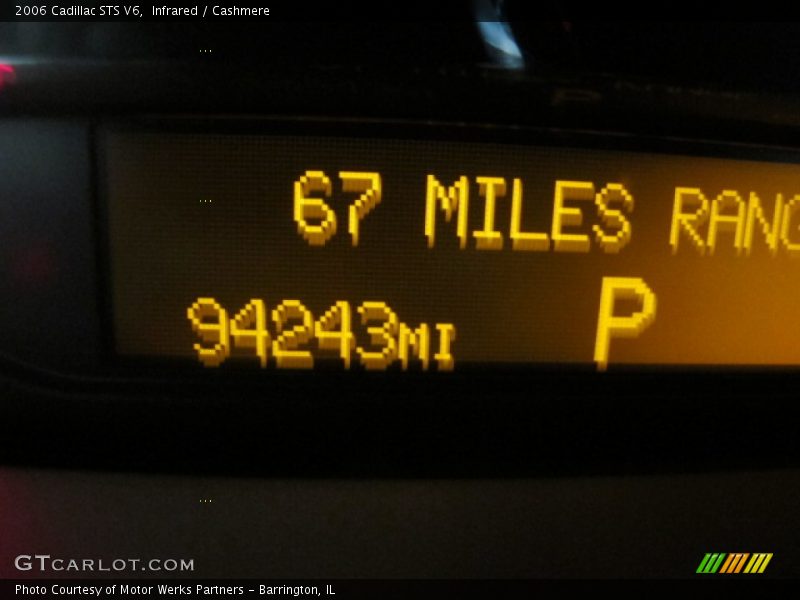 2006 Cadillac STS V6,  Infrared / Cashmere
67 MILES RANG
94243MI P
GTCARLOT.COM
Photo Courtesy of Motor Werks Partners - Barrington, IL